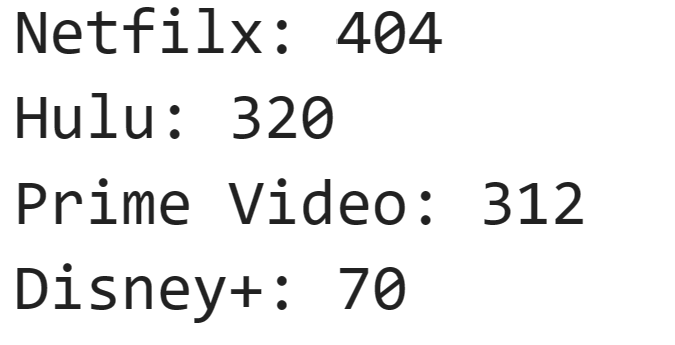 Netfilx: 404
Hulu: 320
Prime Video: 312
Disney+: 70